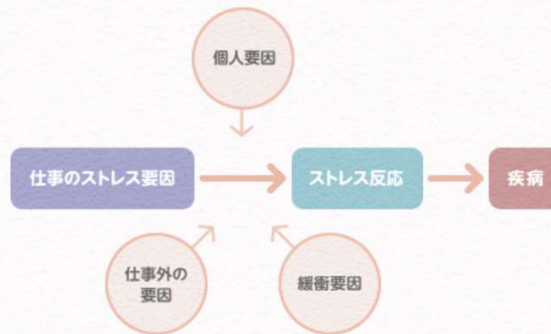 個人要因
仕事のストレス要因
ストレス反応
疾病
仕事外の
要因
緩衝要因